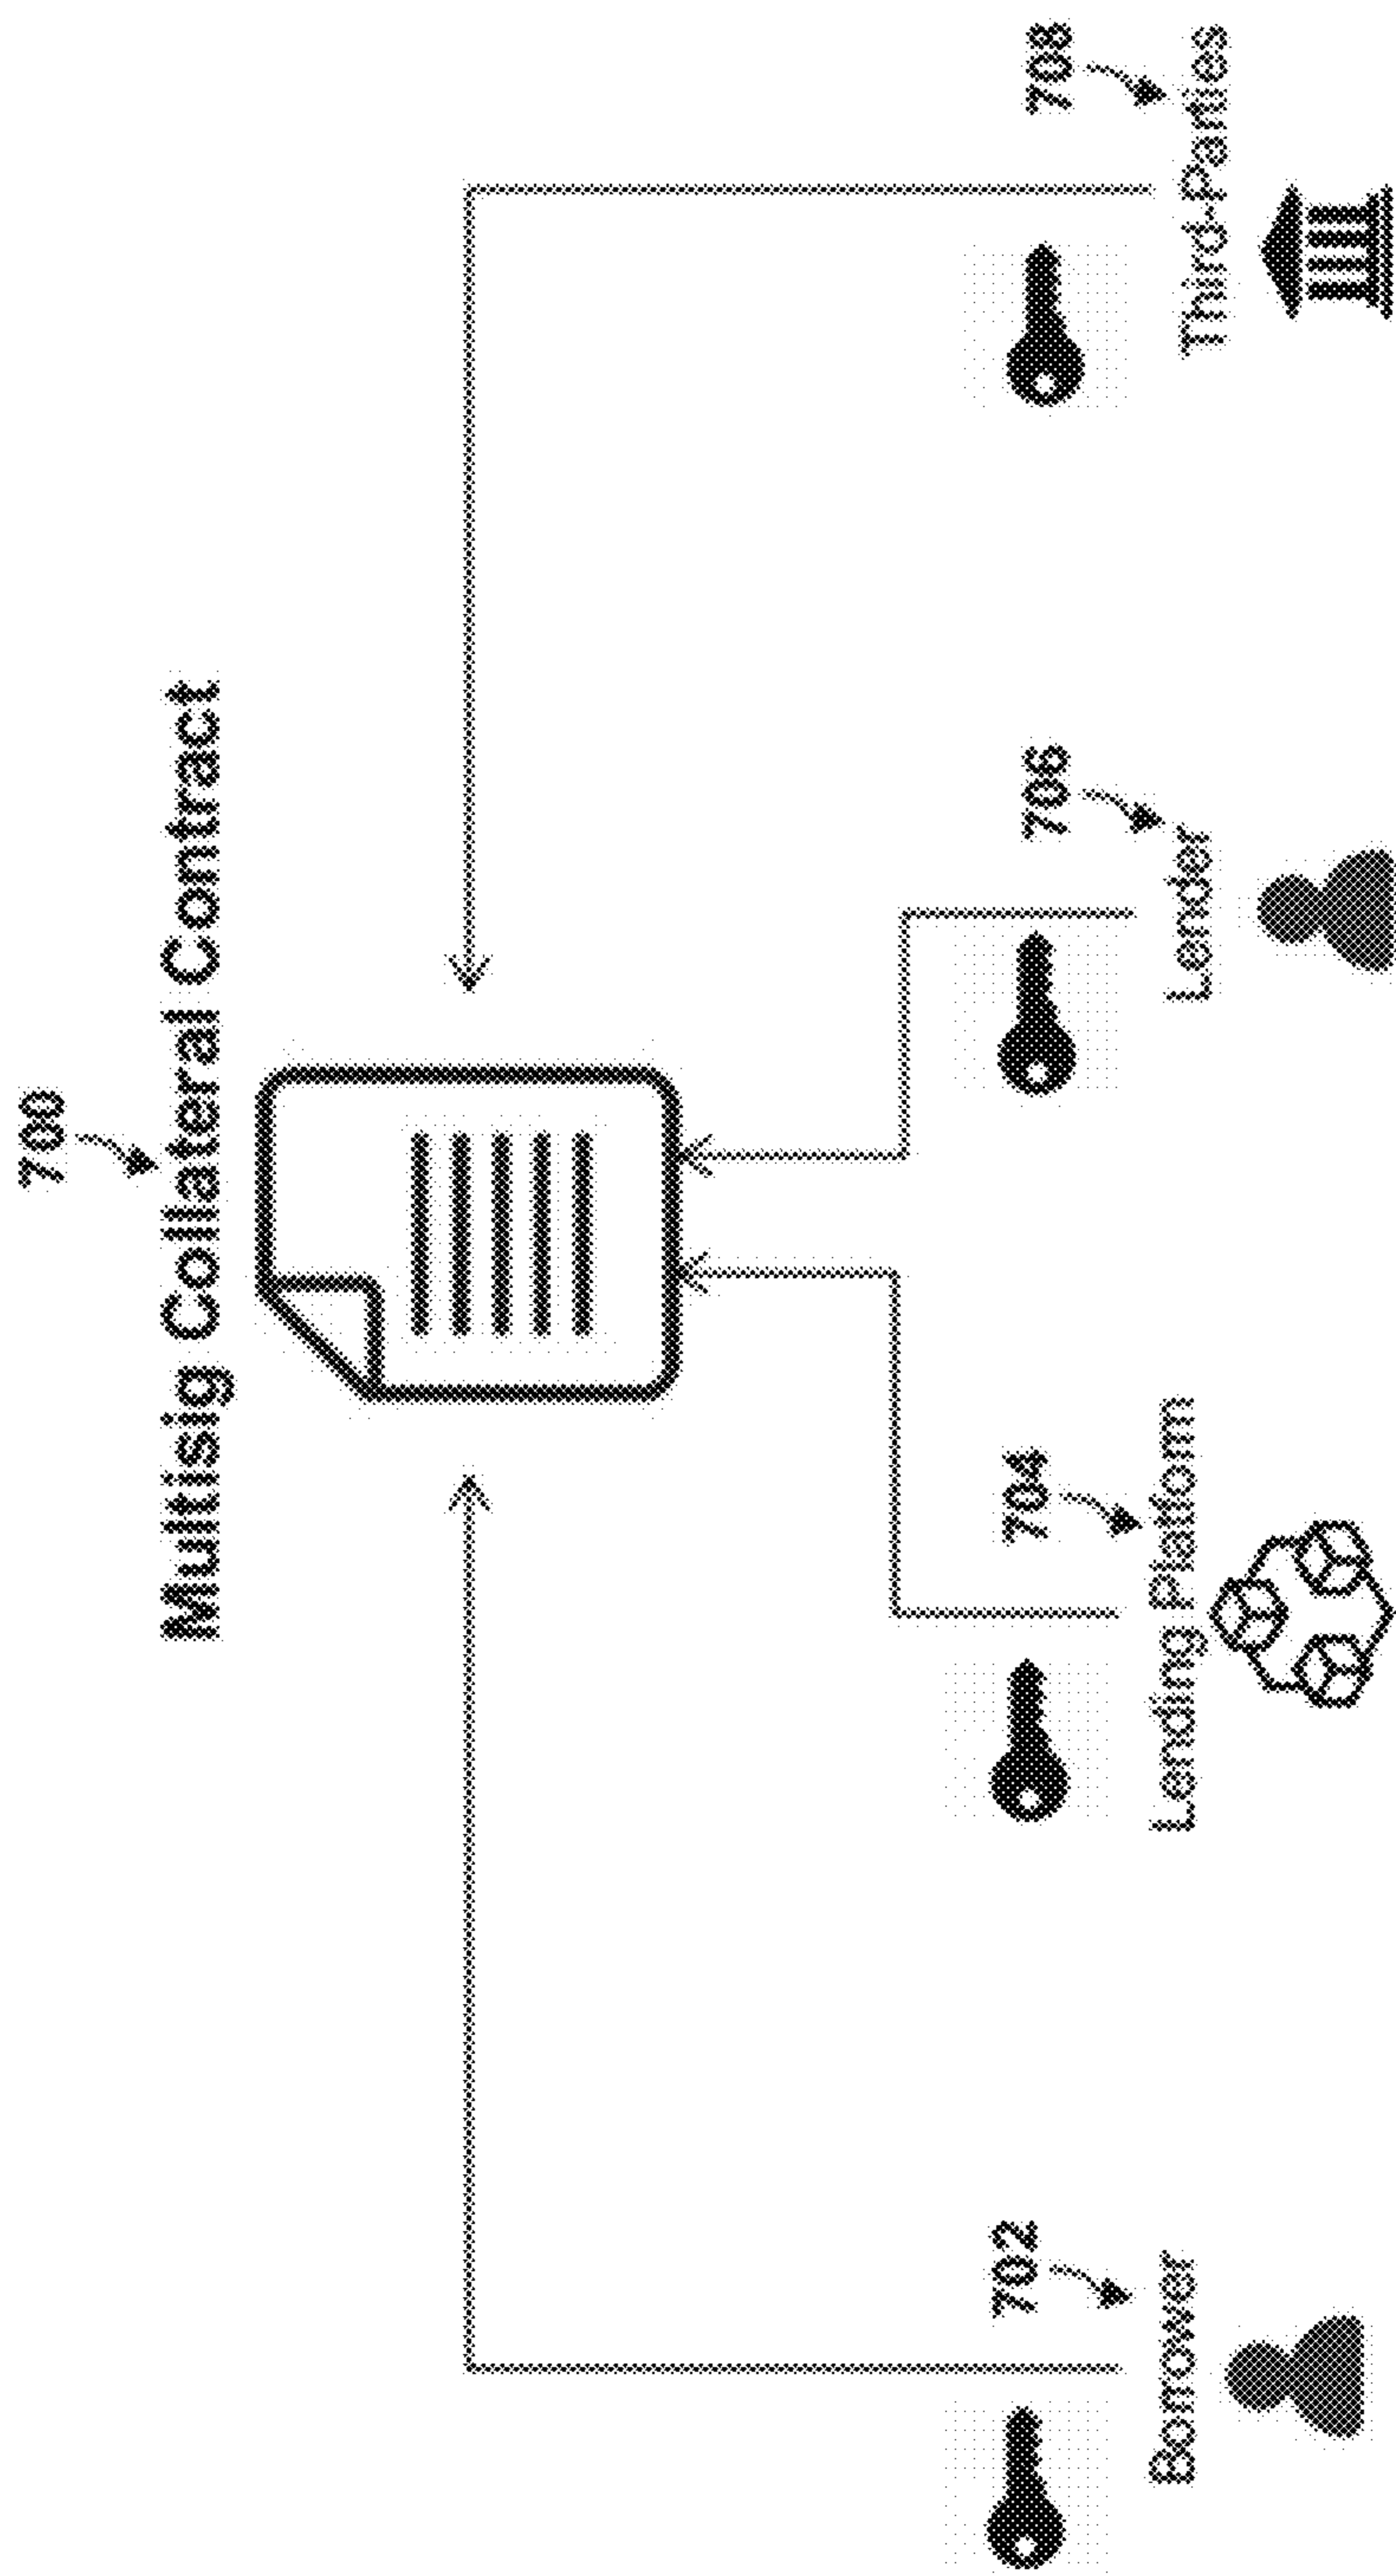 700
Multisig Collateral Contract
702
Borrower
704
Lending Platform
706
Lender
708
Third-Parties